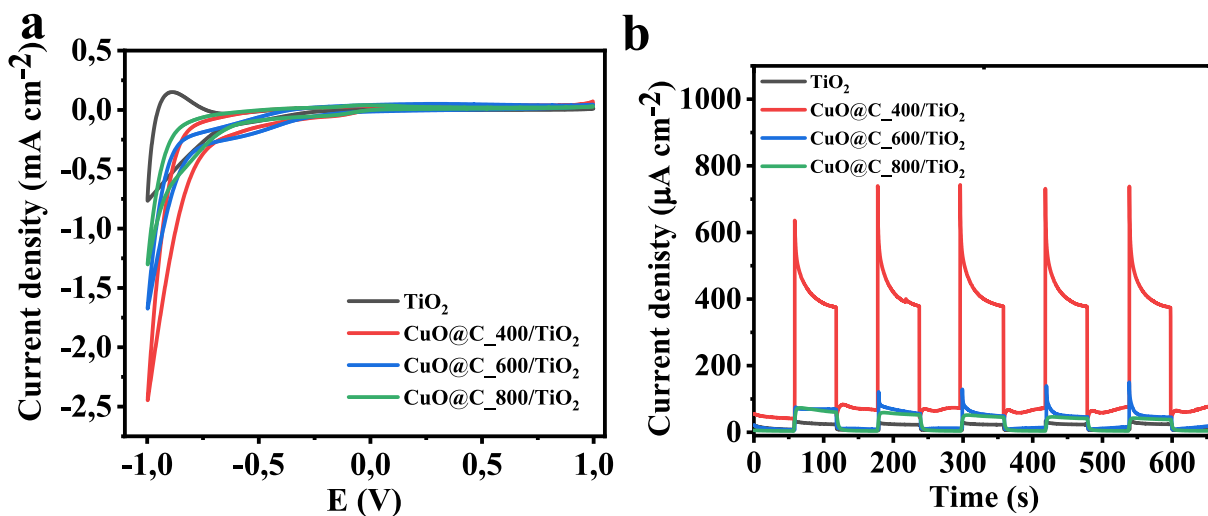 a
Current density (mA cm⁻²)
0,5
0,0
-0,5
-1,0
-1,5
-2,0
-2,5
-1,0
-0,5
0,0
0,5
1,0
E (V)
TiO₂
CuO@C_400/TiO₂
CuO@C_600/TiO₂
CuO@C_800/TiO₂
b
Current denisty (µA cm⁻²)
1000
800
600
400
200
0
0
100
200
300
400
500
600
Time (s)
TiO₂
CuO@C_400/TiO₂
CuO@C_600/TiO₂
CuO@C_800/TiO₂